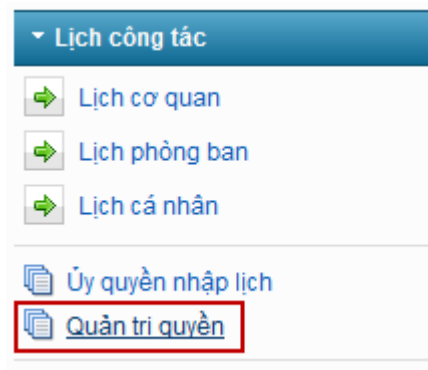 Lịch công tác
Lịch cơ quan
Lịch phòng ban
Lịch cá nhân
Ủy quyền nhập lịch
Quản trị quyền